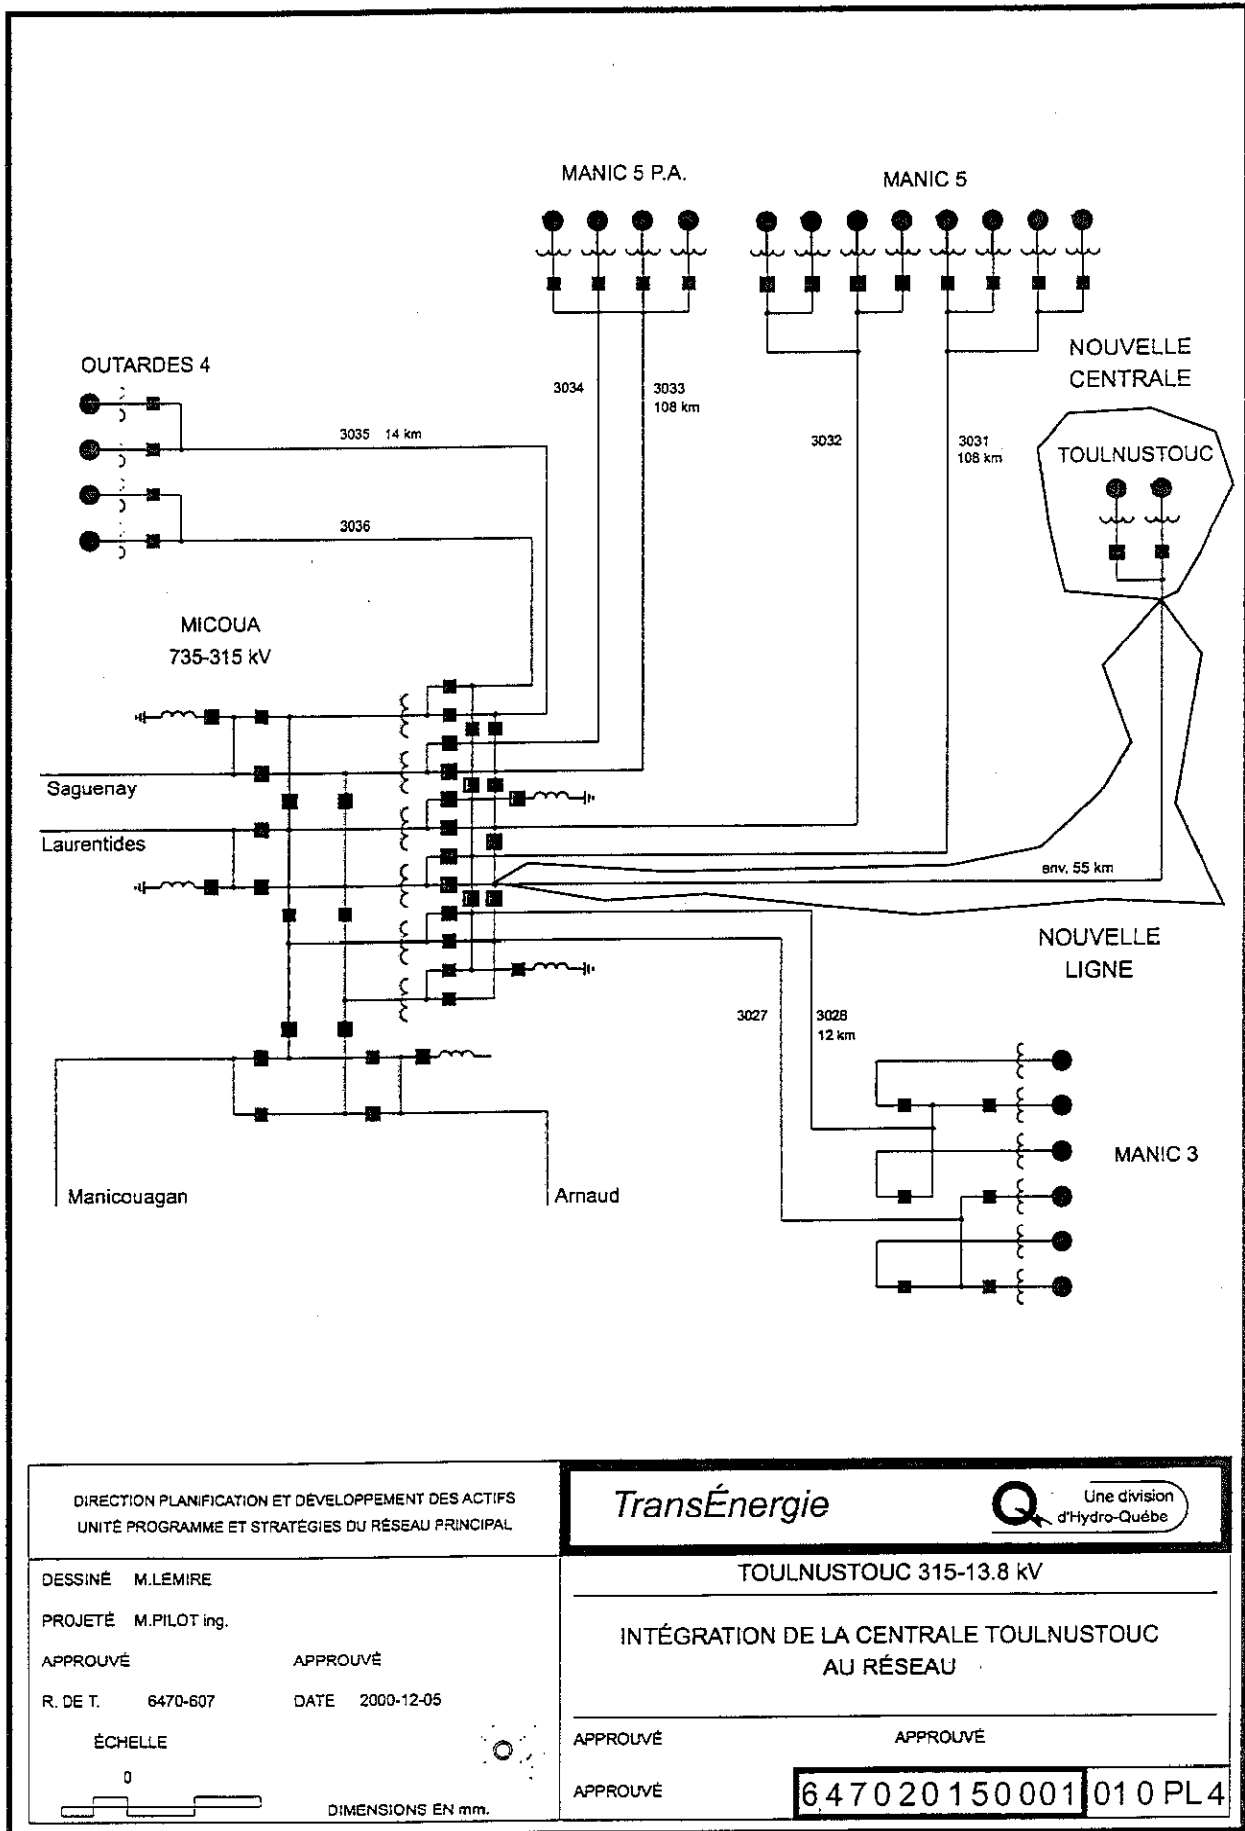 MANIC 5 P.A.
MANIC 5
OUTARDES 4
NOUVELLE
CENTRALE
3034
3033
108 km
3032
3031
108 km
TOULNUSTOUC
3035 14 km
3036
MICOUA
735-315 kV
Saguenay
Laurentides
env. 55 km
NOUVELLE
LIGNE
3027
3028
12 km
MANIC 3
Manicouagan
Arnaud
DIRECTION PLANIFICATION ET DÉVELOPPEMENT DES ACTIFS
UNITÉ PROGRAMME ET STRATÉGIES DU RÉSEAU PRINCIPAL
TransÉnergie
Une division
d'Hydro-Québec
DESSINÉ M.LEMIRE
PROJETÉ M.PILOT ing.
APPROUVÉ APPROUVÉ
R. DE T. 6470-607 DATE 2000-12-05
ÉCHELLE
0
DIMENSIONS EN mm.
TOULNUSTOUC 315-13.8 kV
INTÉGRATION DE LA CENTRALE TOULNUSTOUC
AU RÉSEAU
APPROUVÉ APPROUVÉ
APPROUVÉ
647020150001 010 PL4